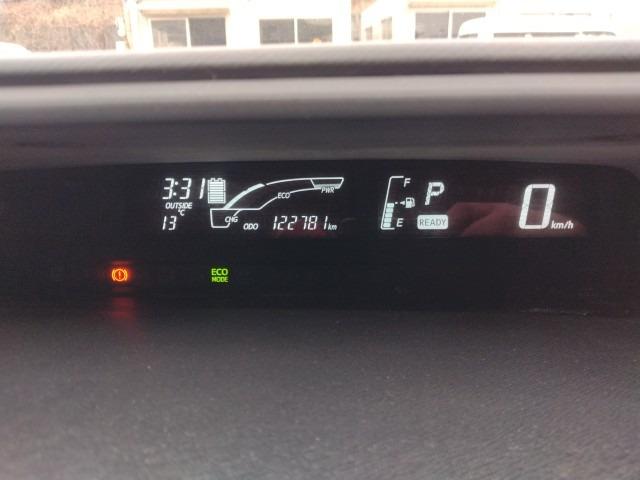 3:31
OUTSIDE
13 °C
CHG
ECO
PWR
ODO 122781 km
F
E
P
READY
0 km/h
ECO
MODE